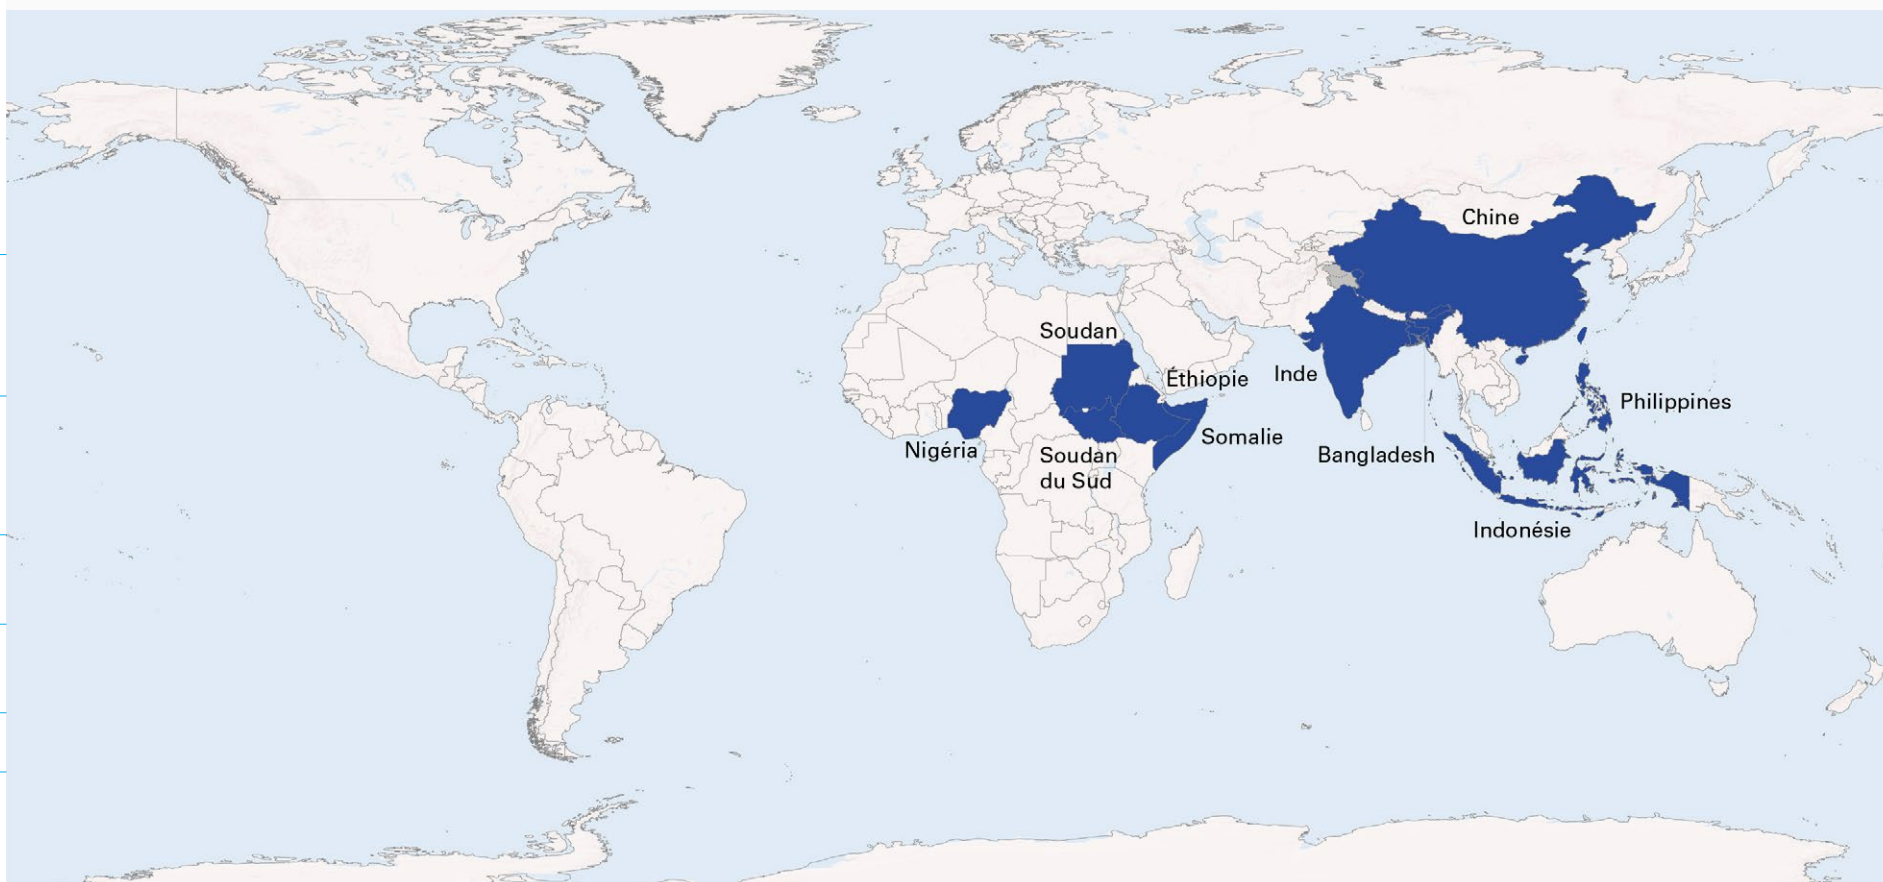 Chine
Soudan
Éthiopie
Inde
Philippines
Somalie
Nigéria
Soudan
du Sud
Bangladesh
Indonésie